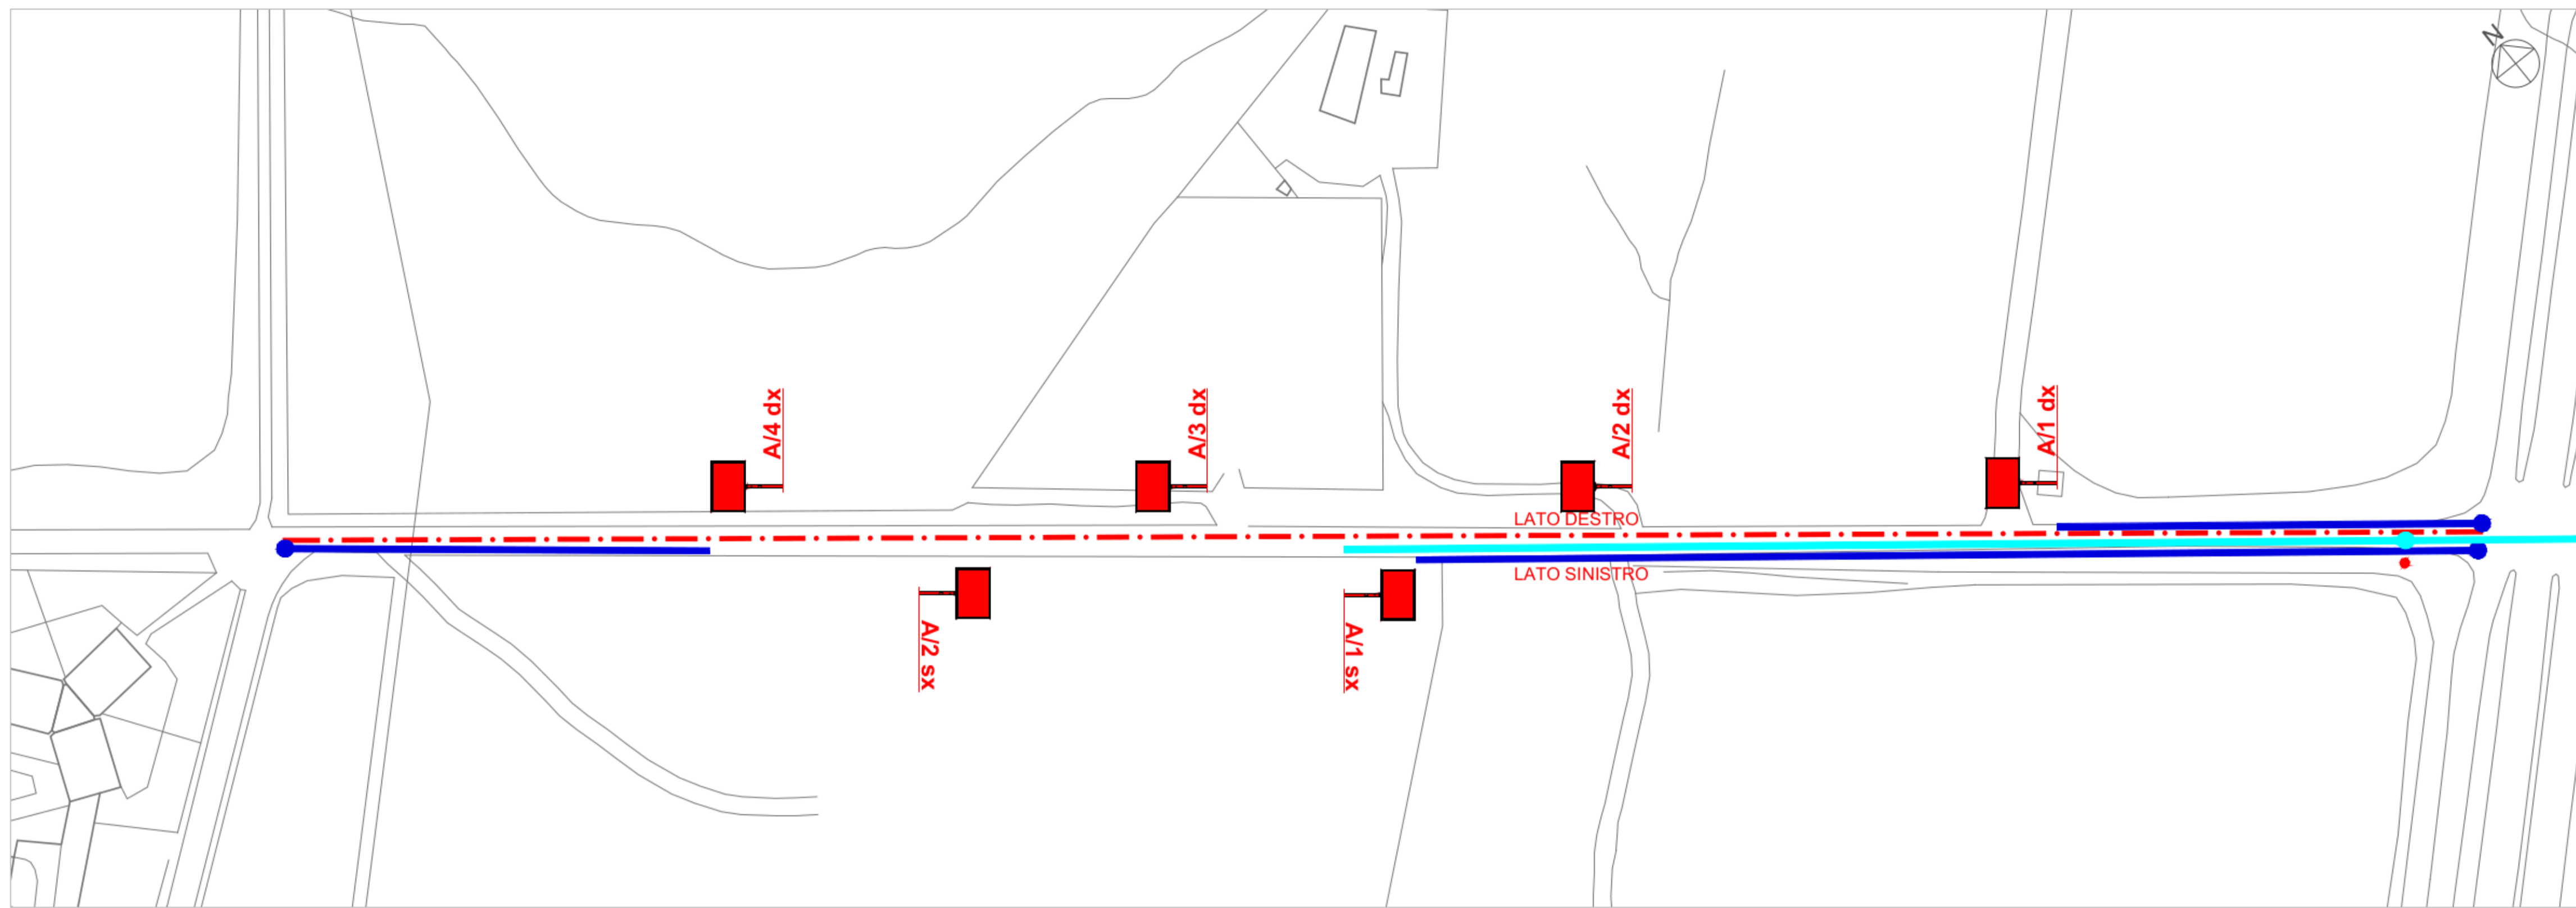 N
A/4 dx
A/3 dx
A/2 dx
A/1 dx
LATO DESTRO
LATO SINISTRO
A/2 sx
A/1 sx